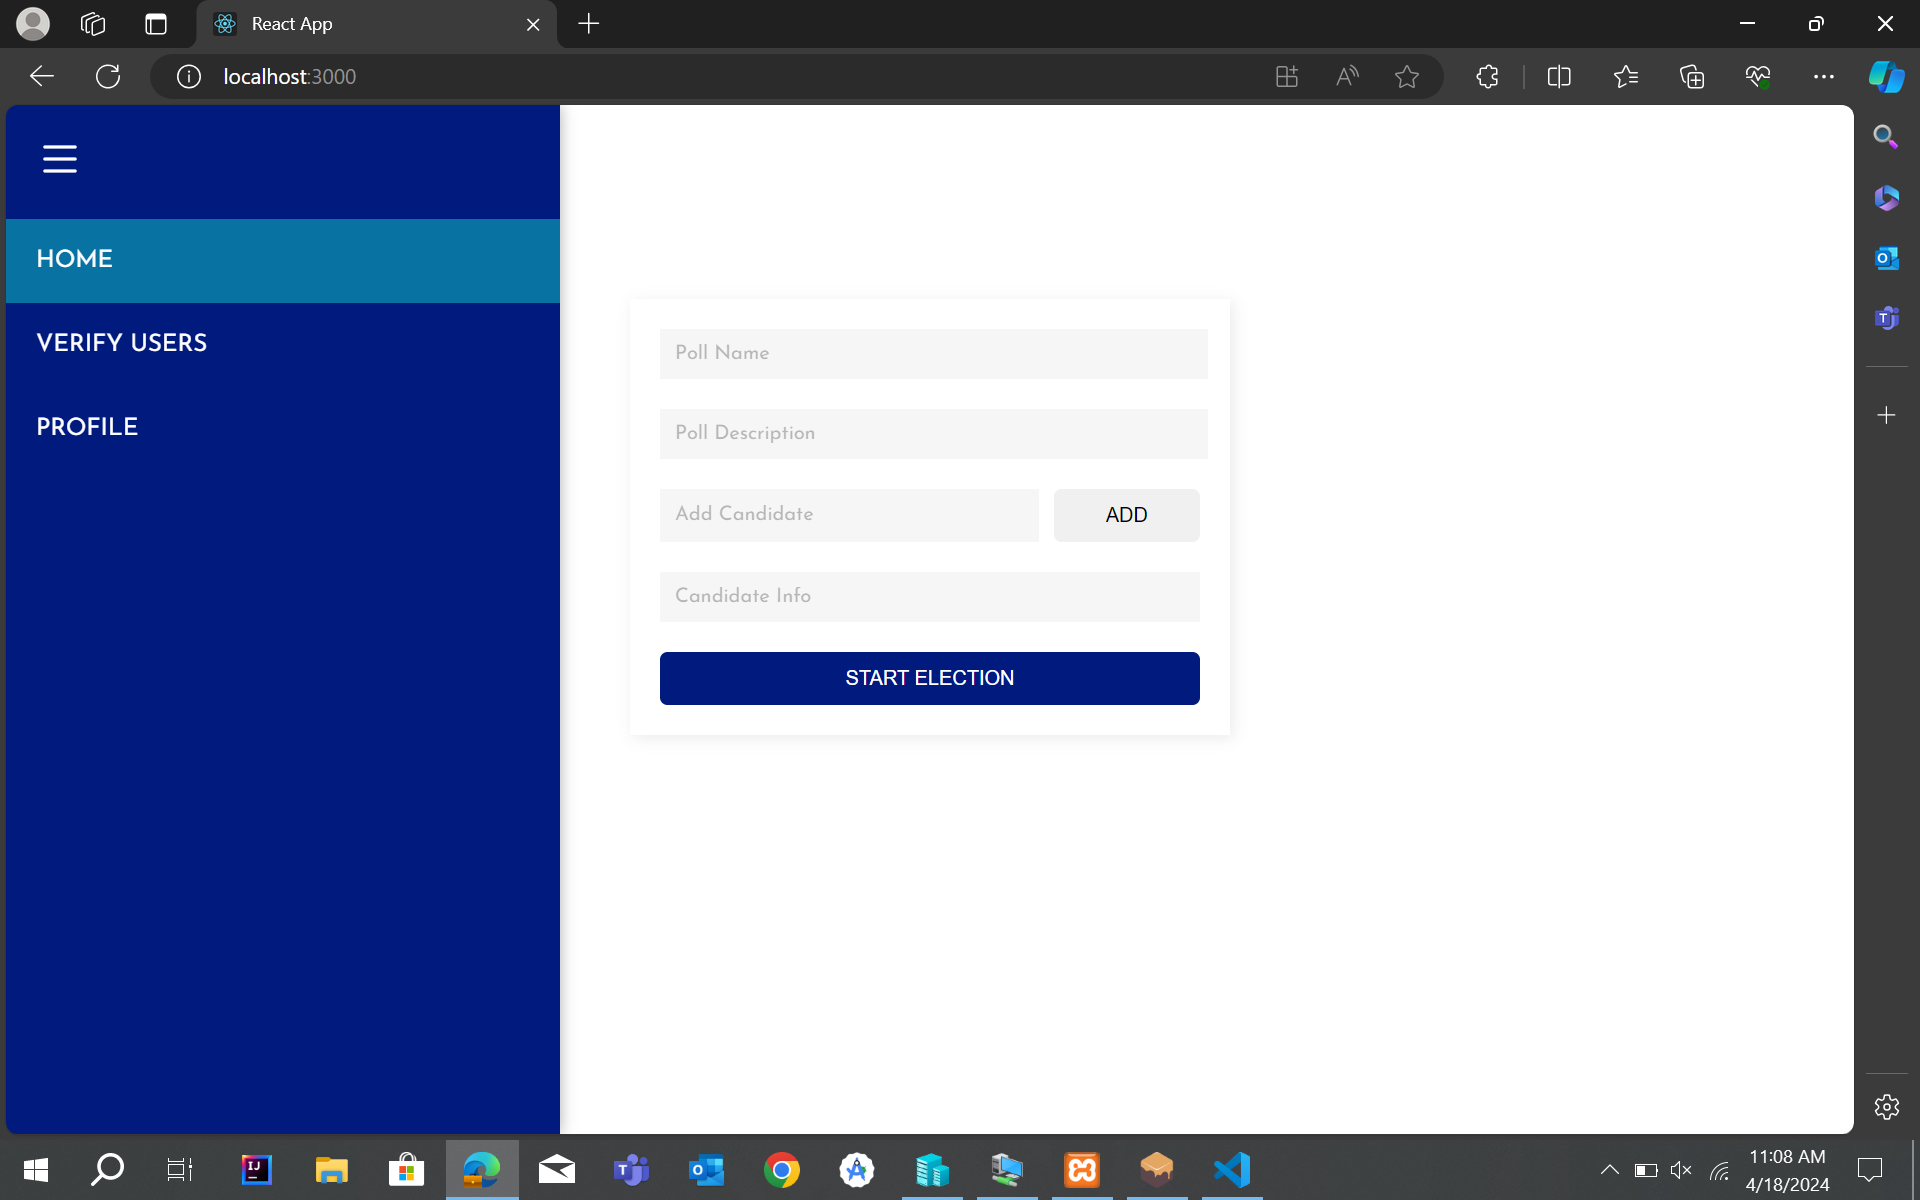 React App
localhost:3000
HOME
VERIFY USERS
PROFILE
Poll Name
Poll Description
Add Candidate
ADD
Candidate Info
START ELECTION
11:08 AM
4/18/2024